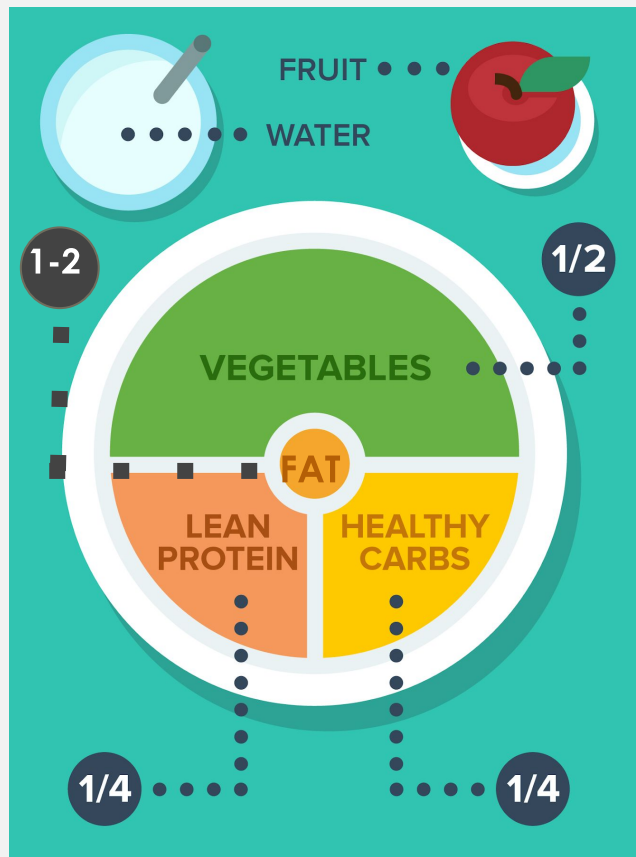 FRUIT
WATER
1-2
1/2
VEGETABLES
FAT
LEAN
PROTEIN
HEALTHY
CARBS
1/4
1/4